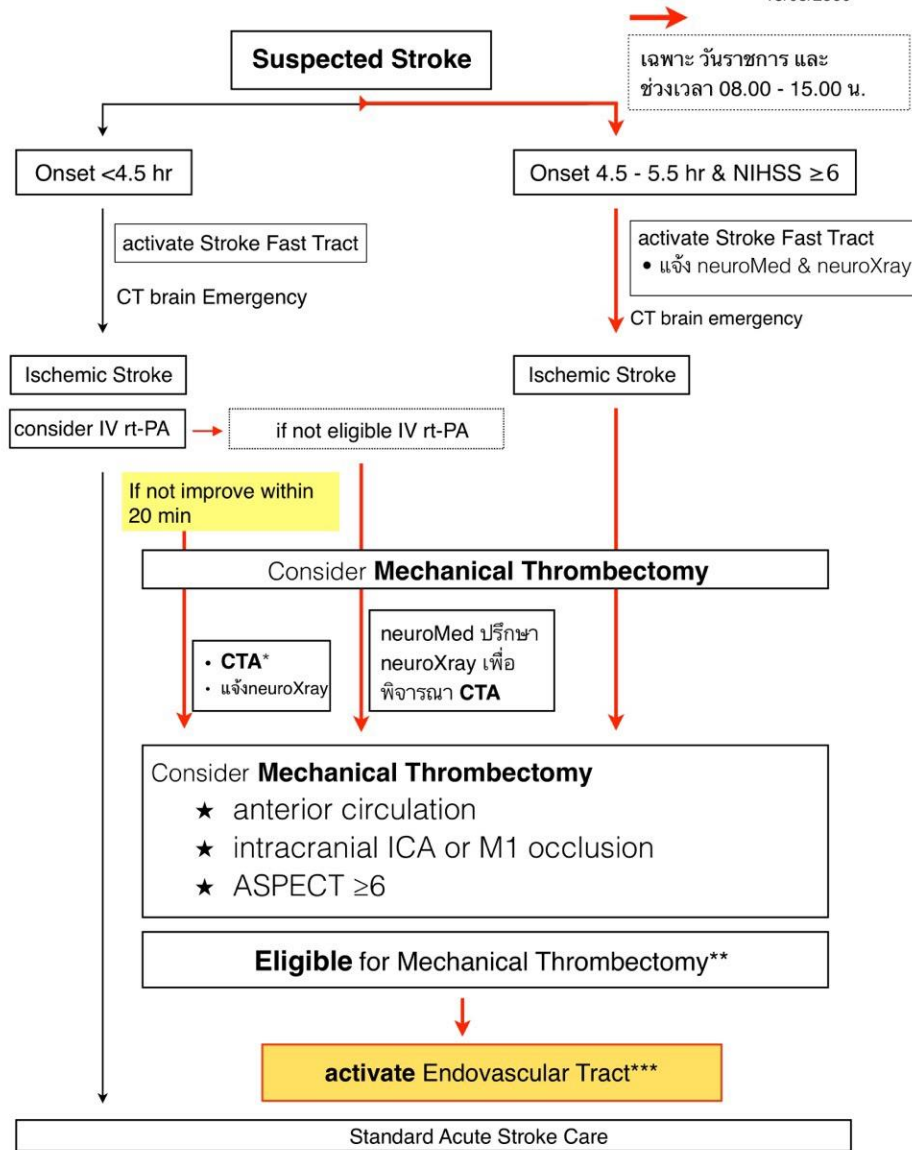 Suspected Stroke
เฉพาะ วันราชการ และ
ช่วงเวลา 08.00 - 15.00 น.
Onset <4.5 hr
Onset 4.5 - 5.5 hr & NIHSS ≥6
activate Stroke Fast Tract
activate Stroke Fast Tract
• แจ้ง neuroMed & neuroXray
CT brain Emergency
CT brain emergency
Ischemic Stroke
Ischemic Stroke
consider IV rt-PA
if not eligible IV rt-PA
If not improve within
20 min
Consider Mechanical Thrombectomy
• CTA*
• แจ้งneuroXray
neuroMed ปรึกษา
neuroXray เพื่อ
พิจารณา CTA
Consider Mechanical Thrombectomy
★ anterior circulation
★ intracranial ICA or M1 occlusion
★ ASPECT ≥6
Eligible for Mechanical Thrombectomy**
activate Endovascular Tract***
Standard Acute Stroke Care